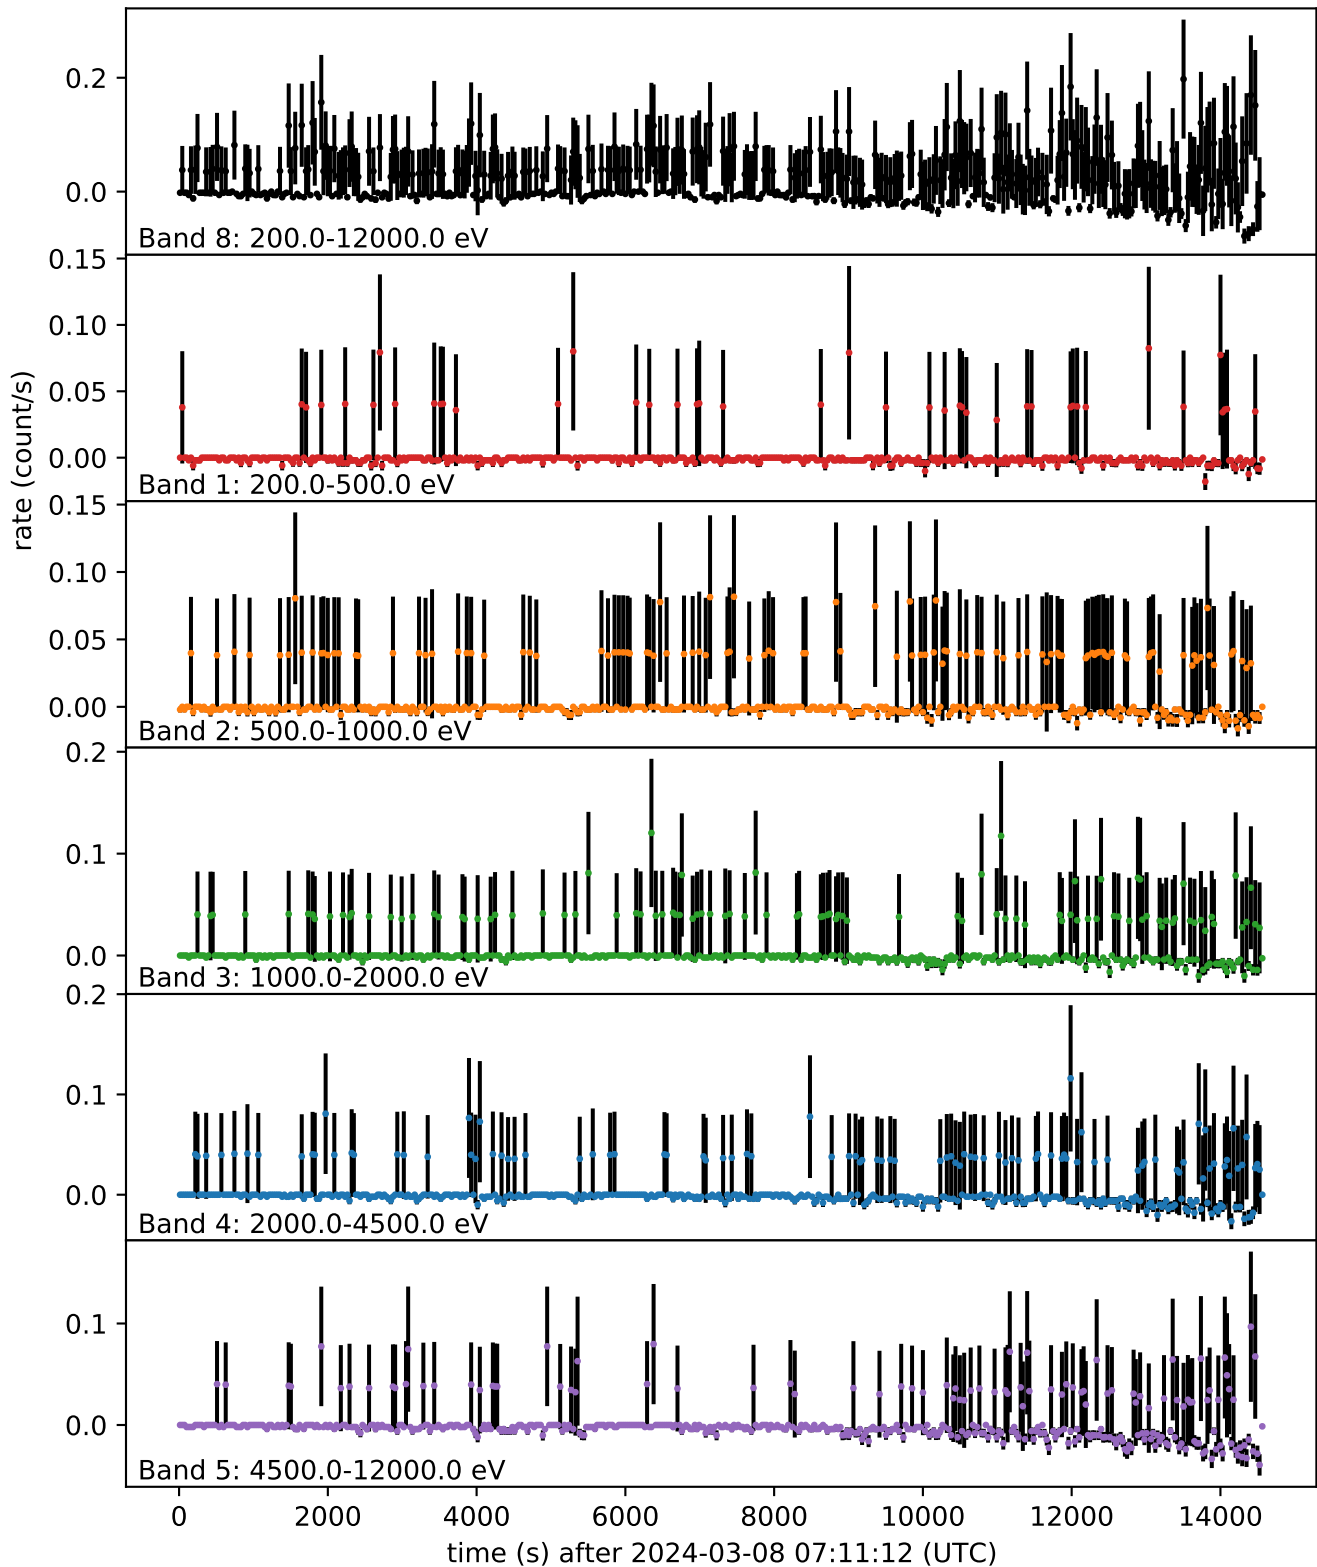 0.2
0.0
Band 8: 200.0-12000.0 eV
0.15
0.10
0.05
0.00
Band 1: 200.0-500.0 eV
rate (count/s)
0.15
0.10
0.05
0.00
Band 2: 500.0-1000.0 eV
0.2
0.1
0.0
Band 3: 1000.0-2000.0 eV
0.2
0.1
0.0
Band 4: 2000.0-4500.0 eV
0.1
0.0
Band 5: 4500.0-12000.0 eV
0 2000 4000 6000 8000 10000 12000 14000
time (s) after 2024-03-08 07:11:12 (UTC)